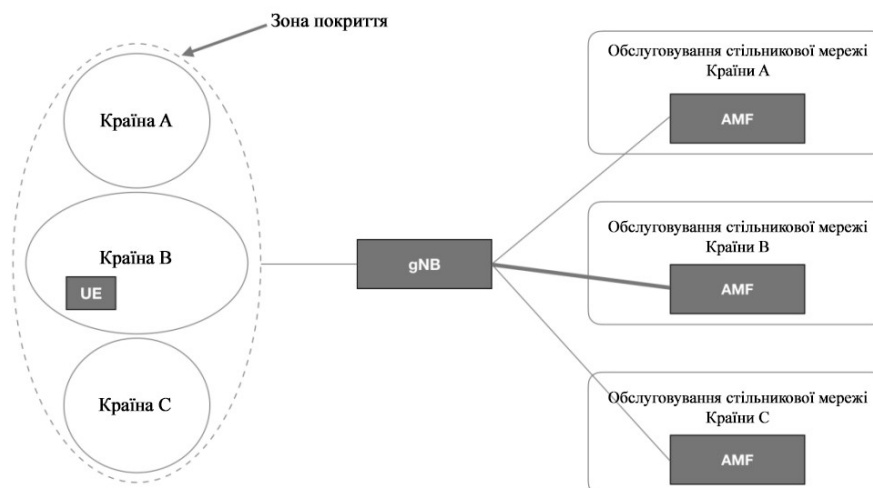 Зона покриття
Країна А
Країна В
UE
Країна С
gNB
Обслуговування стільникової мережі
Країни А
AMF
Обслуговування стільникової мережі
Країни В
AMF
Обслуговування стільникової мережі
Країни С
AMF